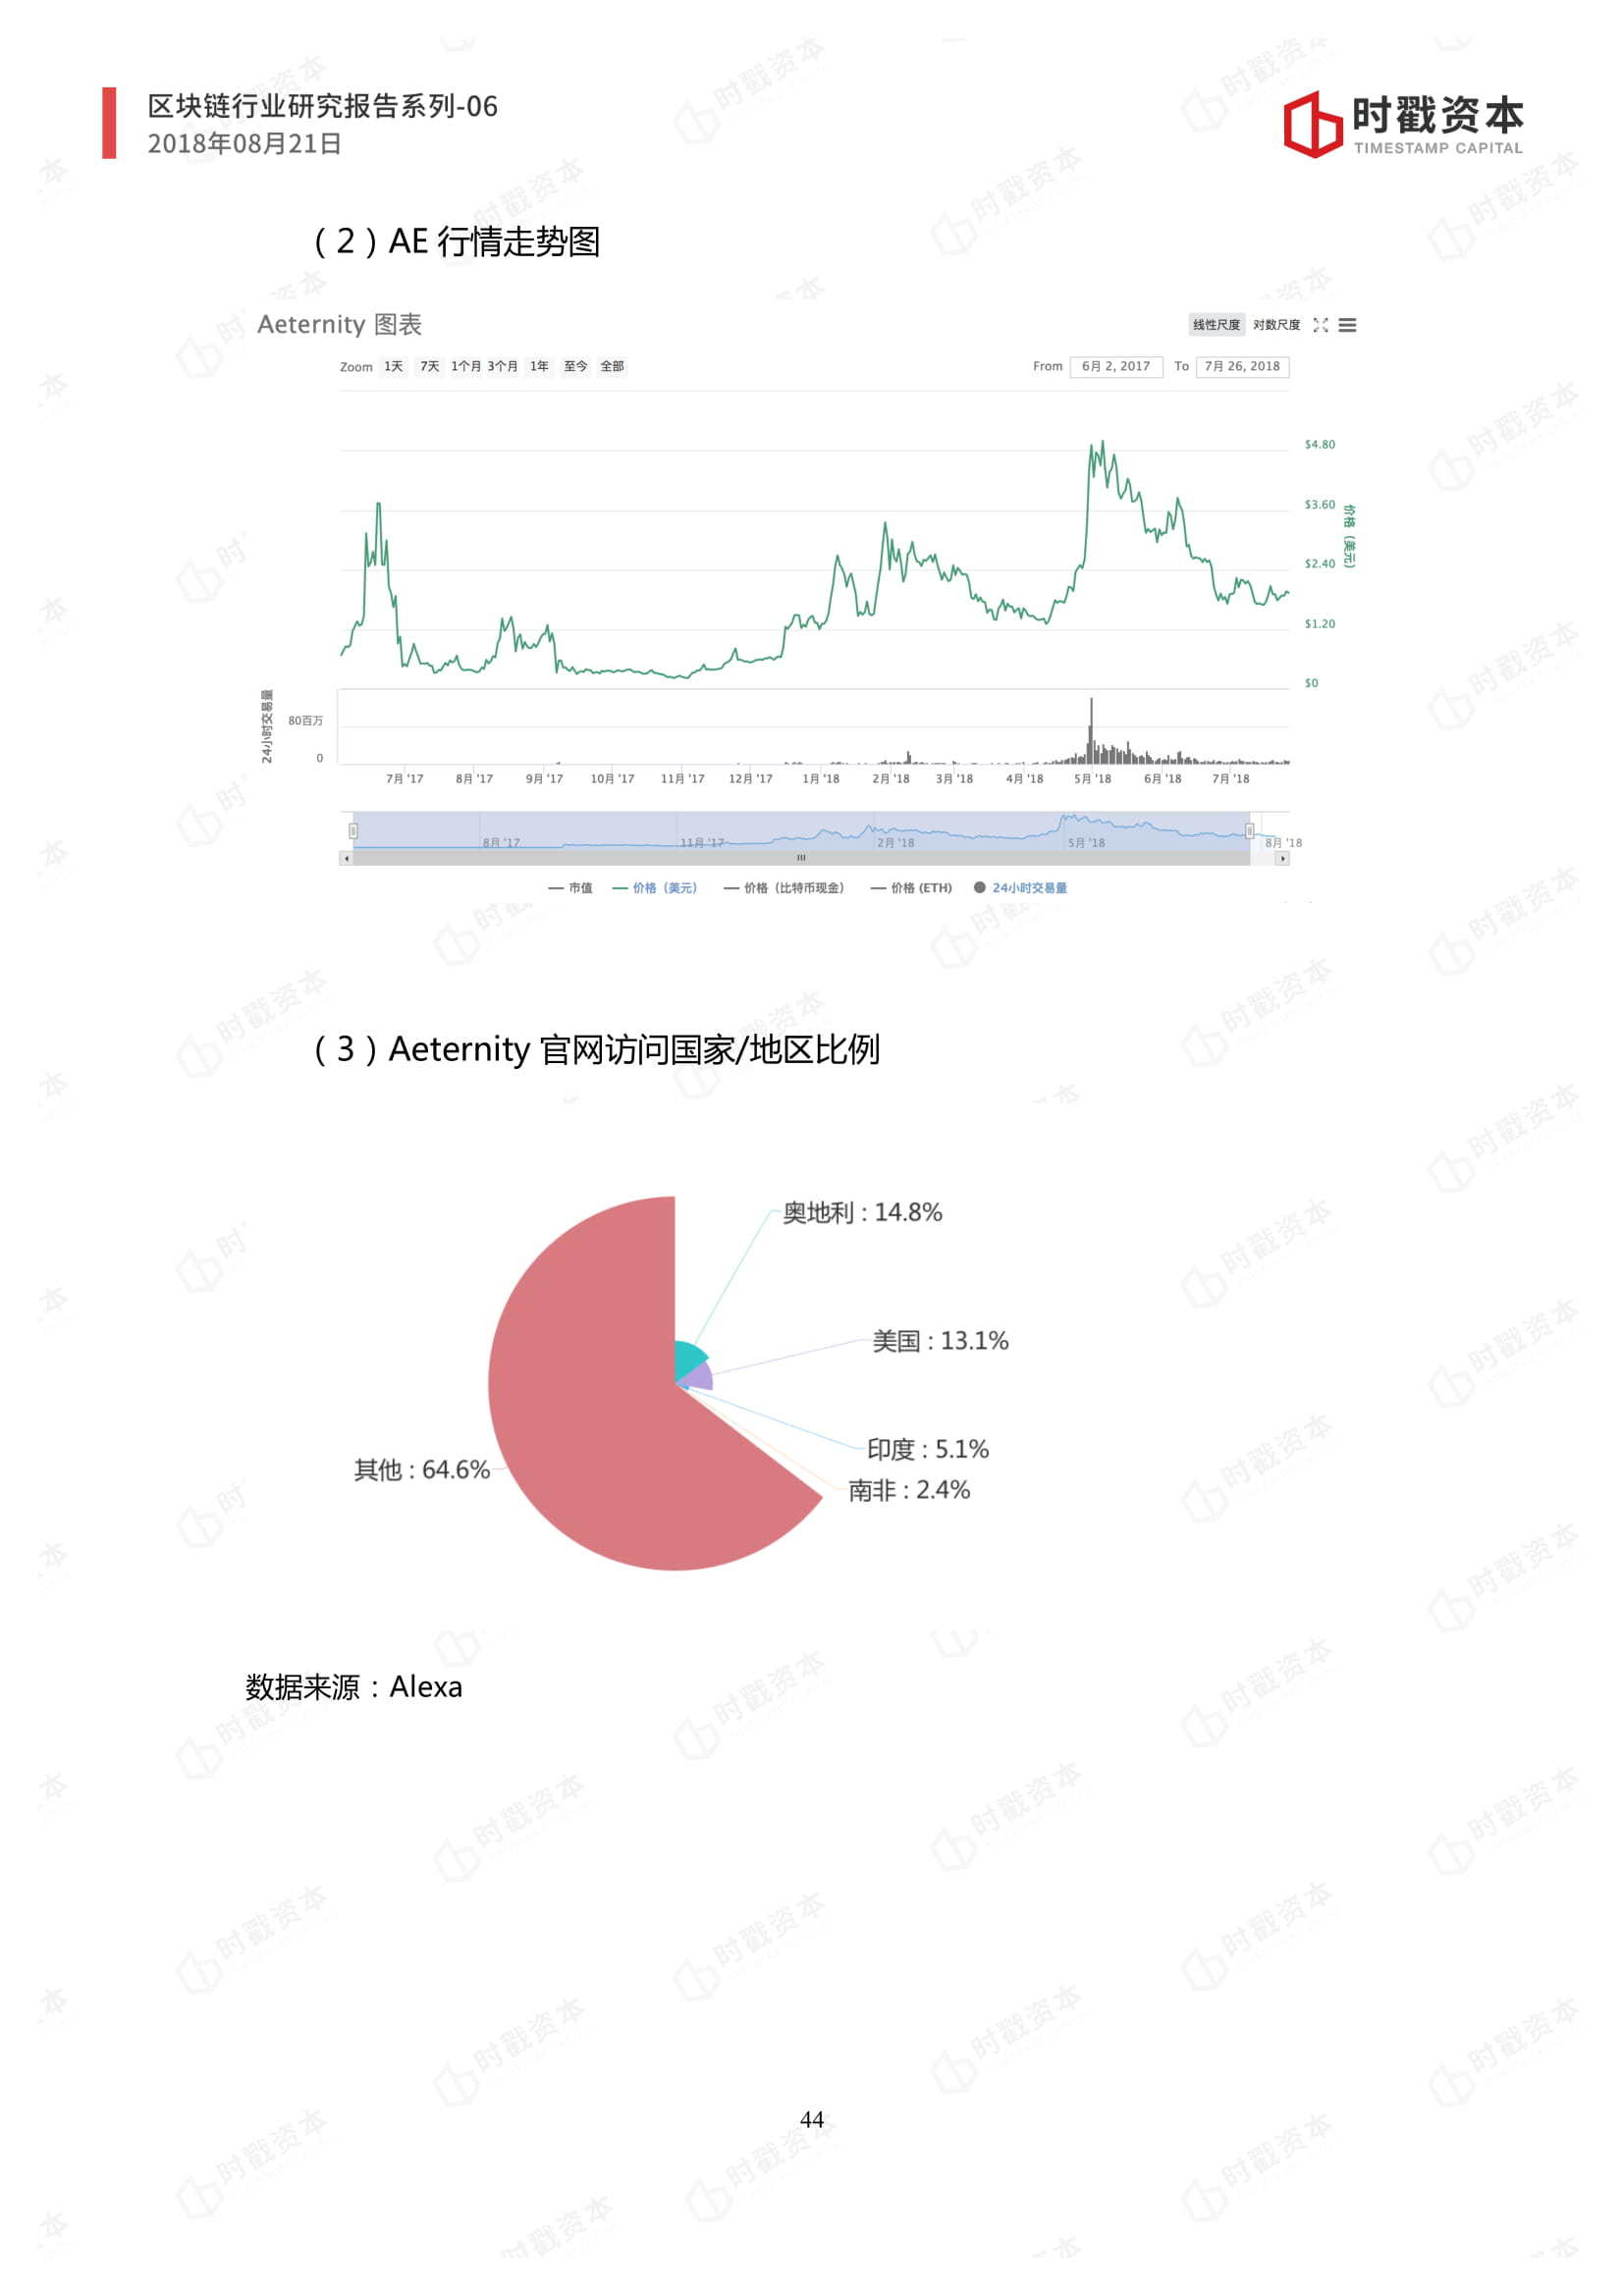 区块链行业研究报告系列-06
2018年08月21日
时戳资本
TIMESTAMP CAPITAL
（2）AE 行情走势图
Aeternity 图表
线性尺度 对数尺度
Zoom 1天 7天 1个月 3个月 1年 至今 全部
From 6月 2, 2017 To 7月 26, 2018
$4.80
$3.60
$2.40
$1.20
$0
价格（美元）
24小时交易量
80百万
0
7月 '17 8月 '17 9月 '17 10月 '17 11月 '17 12月 '17 1月 '18 2月 '18 3月 '18 4月 '18 5月 '18 6月 '18 7月 '18
8月 '17 11月 '17 2月 '18 5月 '18 8月 '18
市值 价格（美元） 价格（比特币现金） 价格 (ETH) 24小时交易量
（3）Aeternity 官网访问国家/地区比例
奥地利 : 14.8%
美国 : 13.1%
印度 : 5.1%
其他 : 64.6%
南非 : 2.4%
数据来源：Alexa
44